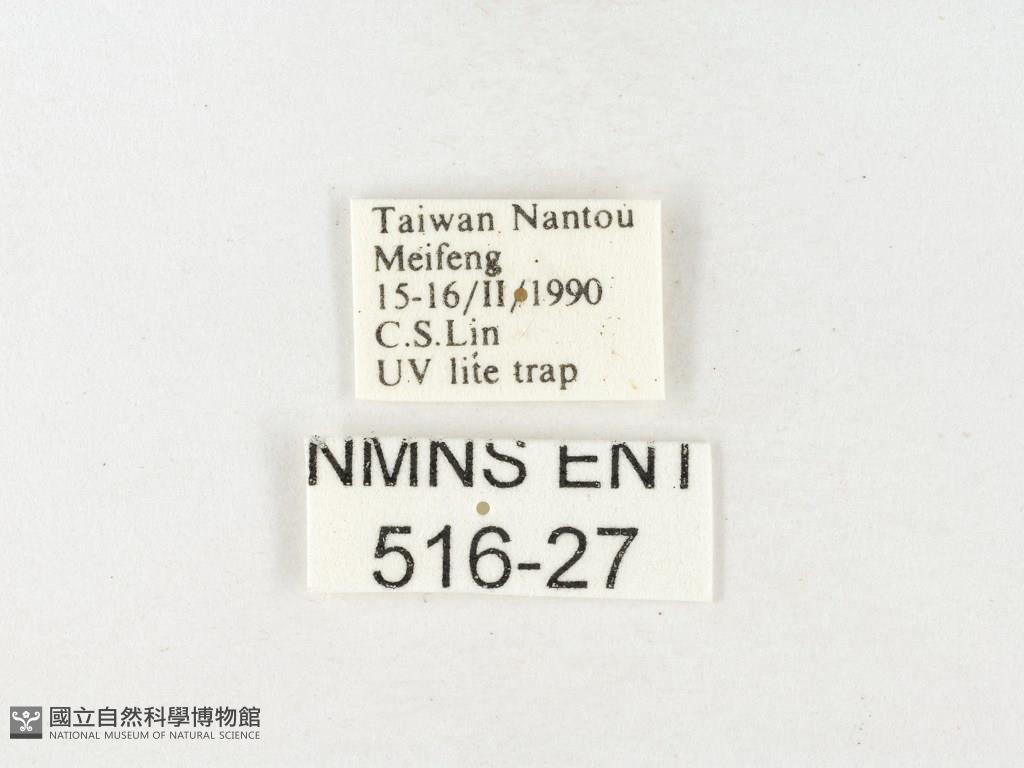 Taiwan Nantou
Meifeng
15-16/II/1990
C.S.Lin
UV lite trap
NMNS ENT
516-27
國立自然科學博物館
NATIONAL MUSEUM OF NATURAL SCIENCE